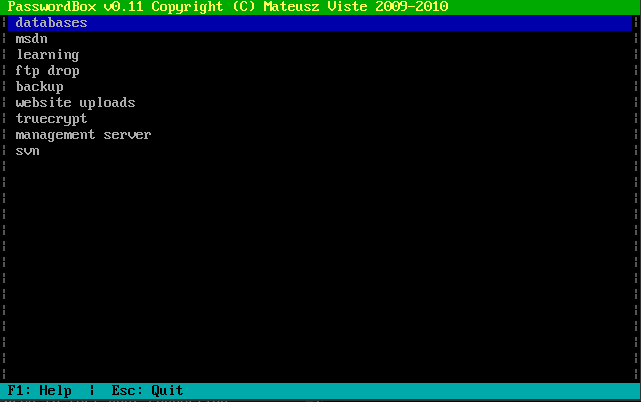 PasswordBox v0.11 Copyright (C) Mateusz Viste 2009-2010
databases
msdn
learning
ftp drop
backup
website uploads
truecrypt
management server
svn
F1: Help ¦ Esc: Quit